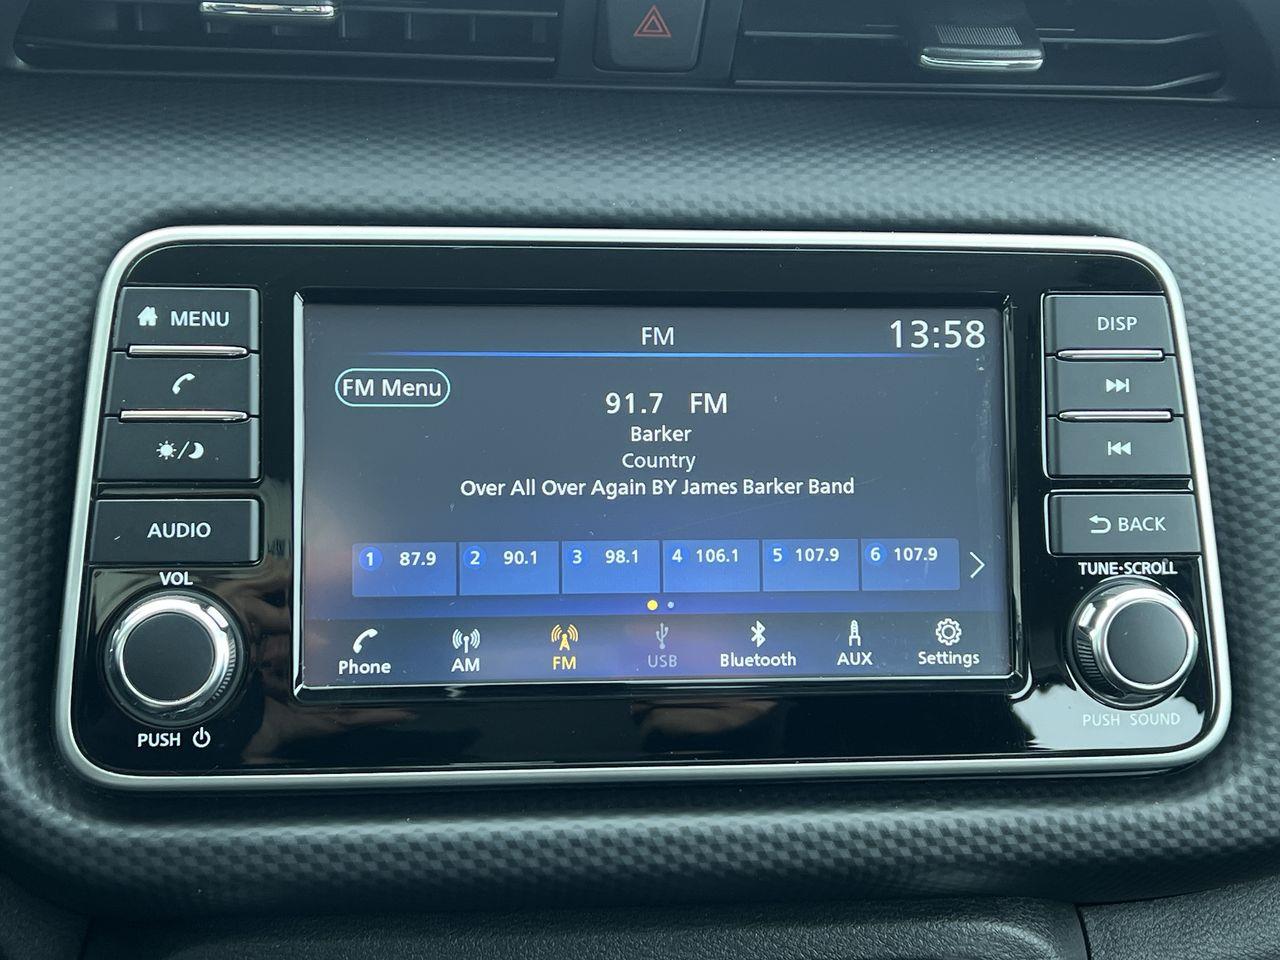 MENU
AUDIO
VOL
PUSH
FM
13:58
FM Menu
91.7 FM
Barker
Country
Over All Over Again BY James Barker Band
1 87.9
2 90.1
3 98.1
4 106.1
5 107.9
6 107.9
Phone
AM
FM
USB
Bluetooth
AUX
Settings
DISP
BACK
TUNE·SCROLL
PUSH SOUND